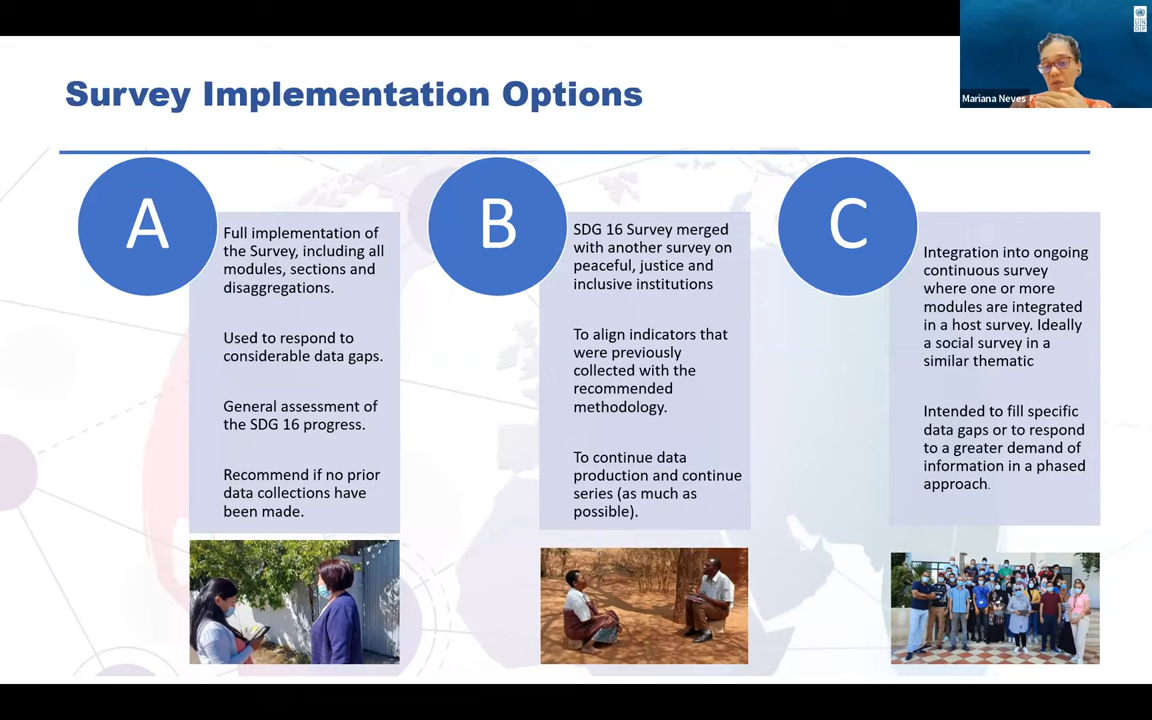 Survey Implementation Options
UN
DP
Mariana Neves
A
Full implementation of
the Survey, including all
modules, sections and
disaggregations.
Used to respond to
considerable data gaps.
General assessment of
the SDG 16 progress.
Recommend if no prior
data collections have
been made.
B
SDG 16 Survey merged
with another survey on
peaceful, justice and
inclusive institutions
To align indicators that
were previously
collected with the
recommended
methodology.
To continue data
production and continue
series (as much as
possible).
C
Integration into ongoing
continuous survey
where one or more
modules are integrated
in a host survey. Ideally
a social survey in a
similar thematic
Intended to fill specific
data gaps or to respond
to a greater demand of
information in a phased
approach.